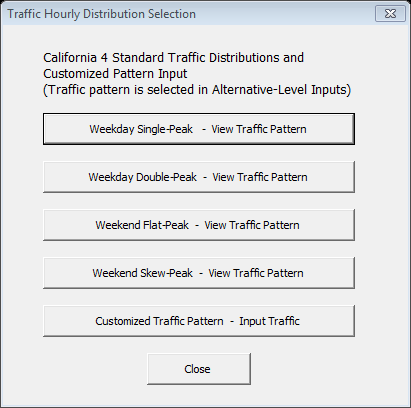 Traffic Hourly Distribution Selection
California 4 Standard Traffic Distributions and
Customized Pattern Input
(Traffic pattern is selected in Alternative-Level Inputs)
Weekday Single-Peak - View Traffic Pattern
Weekday Double-Peak - View Traffic Pattern
Weekend Flat-Peak - View Traffic Pattern
Weekend Skew-Peak - View Traffic Pattern
Customized Traffic Pattern - Input Traffic
Close